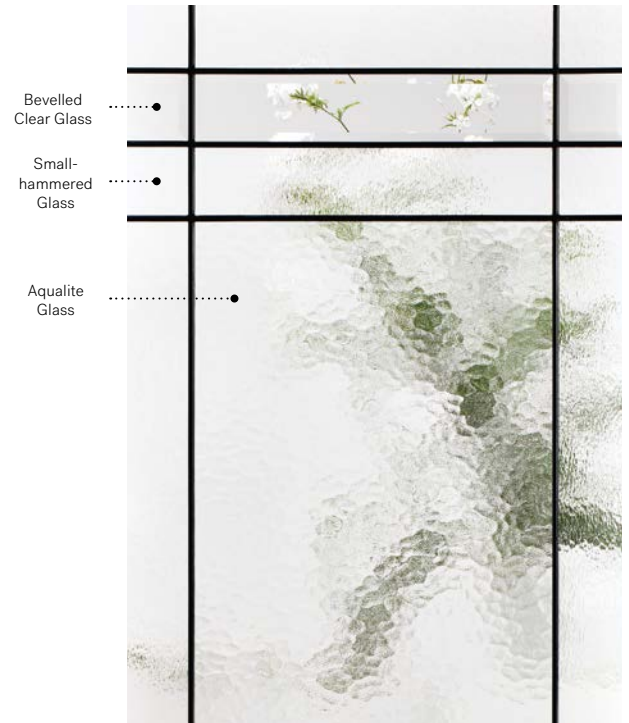 Bevelled
Clear Glass
Small-
hammered
Glass
Aqualite
Glass